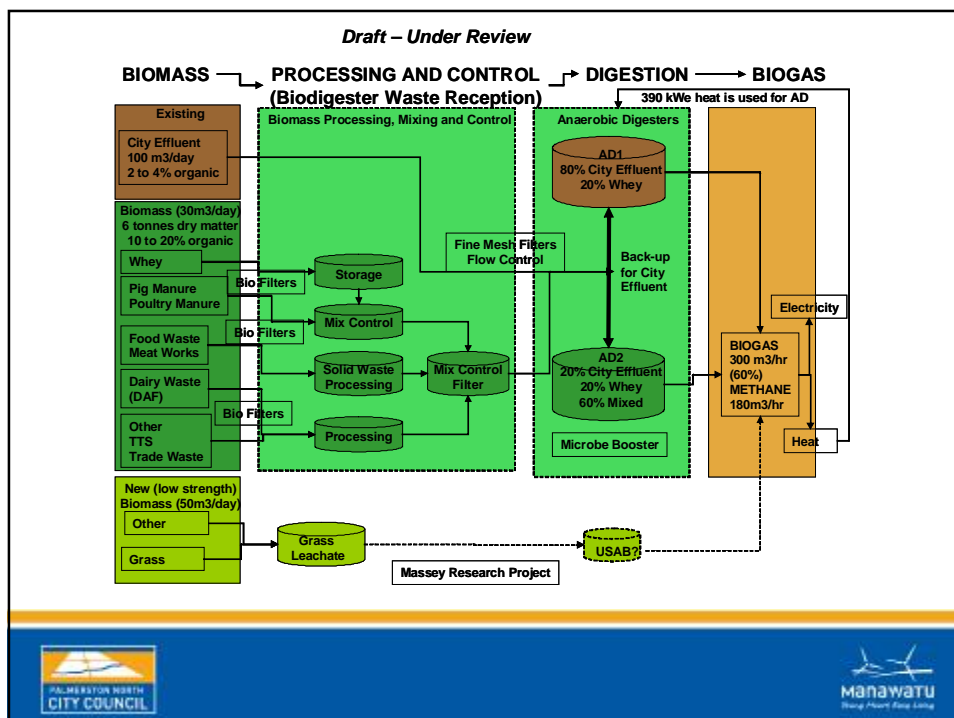 Draft – Under Review
BIOMASS
PROCESSING AND CONTROL
(Biodigester Waste Reception)
DIGESTION
BIOGAS
390 kWe heat is used for AD
Existing
City Effluent
100 m3/day
2 to 4% organic
Biomass (30m3/day)
6 tonnes dry matter
10 to 20% organic
Whey
Pig Manure
Poultry Manure
Food Waste
Meat Works
Dairy Waste
(DAF)
Other
TTS
Trade Waste
New (low strength)
Biomass (50m3/day)
Other
Grass
Biomass Processing, Mixing and Control
Bio Filters
Bio Filters
Bio Filters
Storage
Mix Control
Solid Waste
Processing
Mix Control
Filter
Processing
Grass
Leachate
Fine Mesh Filters
Flow Control
Anaerobic Digesters
AD1
80% City Effluent
20% Whey
Back-up
for City
Effluent
AD2
20% City Effluent
20% Whey
60% Mixed
Microbe Booster
USAB?
Massey Research Project
Electricity
BIOGAS
300 m3/hr
(60%)
METHANE
180m3/hr
Heat
PALMERSTON NORTH
CITY COUNCIL
Manawatu
Young Heart Easy Living